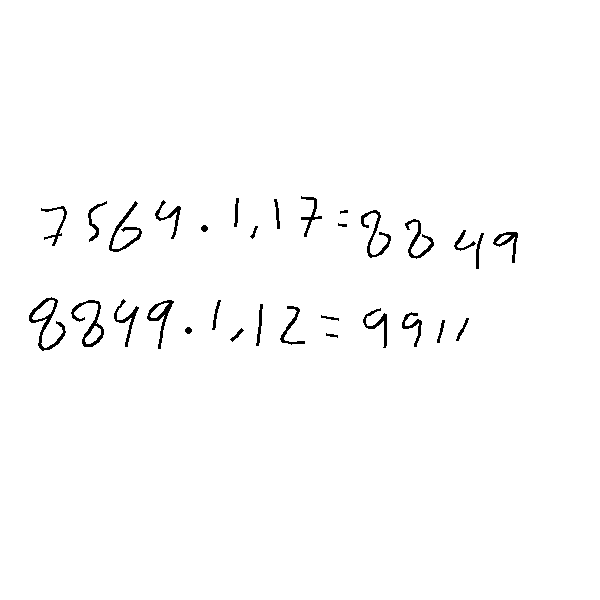 7564 · 1,17 = 8849
8849 · 1,12 = 9911